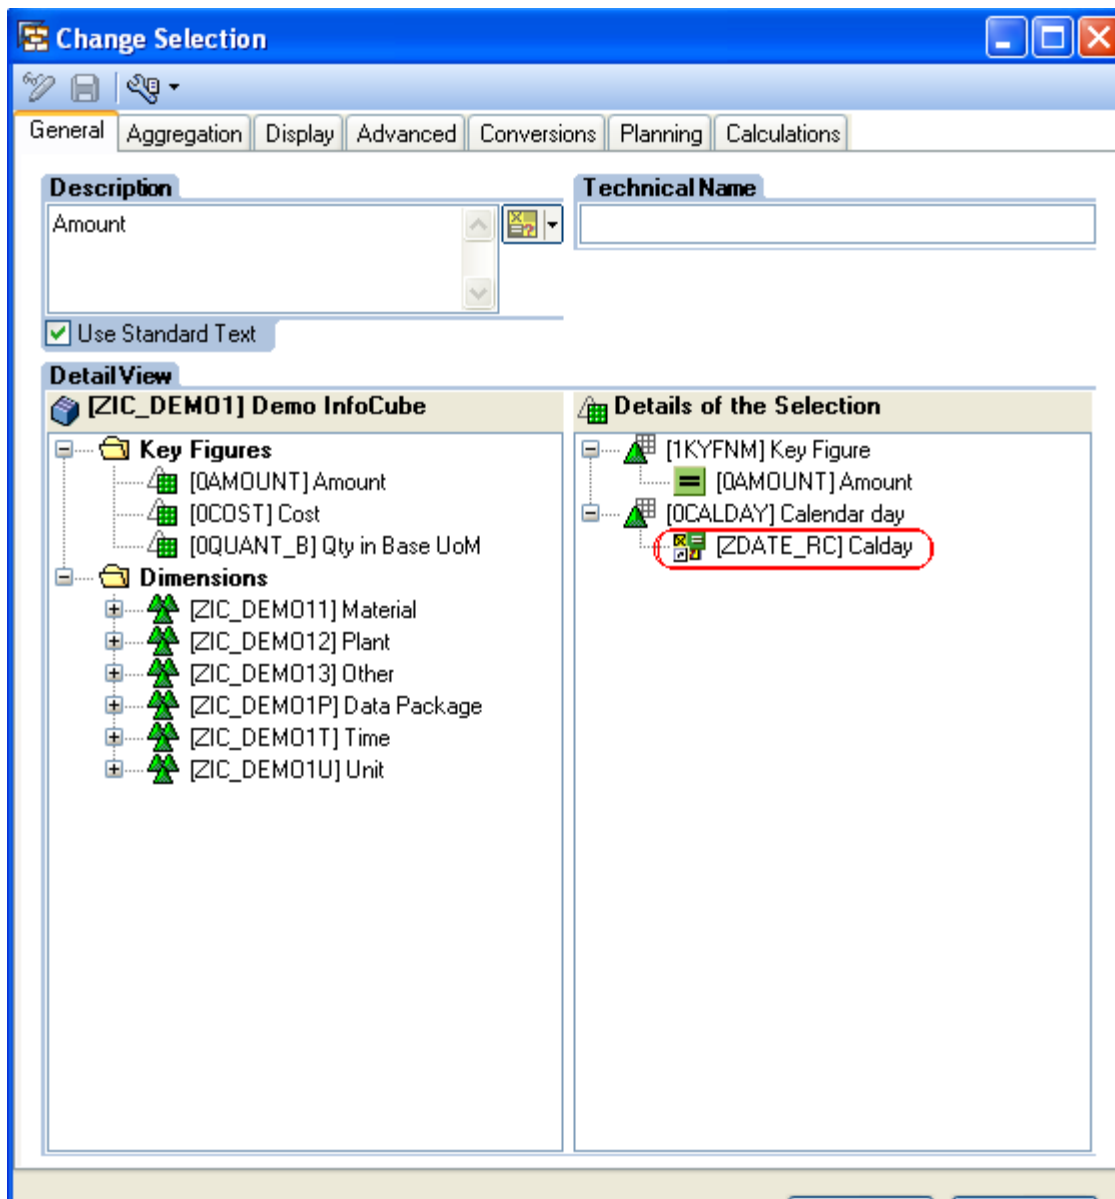 Change Selection
General Aggregation Display Advanced Conversions Planning Calculations
Description
Technical Name
Amount
Use Standard Text
Detail View
[ZIC_DEMO1] Demo InfoCube
Details of the Selection
Key Figures
[1KYFNM] Key Figure
[0AMOUNT] Amount
[0AMOUNT] Amount
[0COST] Cost
[0CALDAY] Calendar day
[0QUANT_B] Qty in Base UoM
[ZDATE_RC] Calday
Dimensions
[ZIC_DEMO11] Material
[ZIC_DEMO12] Plant
[ZIC_DEMO13] Other
[ZIC_DEMO1P] Data Package
[ZIC_DEMO1T] Time
[ZIC_DEMO1U] Unit